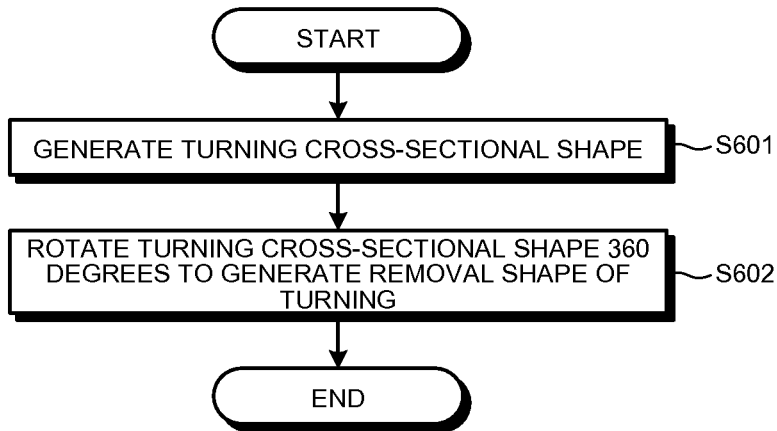 START
GENERATE TURNING CROSS-SECTIONAL SHAPE
S601
ROTATE TURNING CROSS-SECTIONAL SHAPE 360
DEGREES TO GENERATE REMOVAL SHAPE OF
TURNING
S602
END